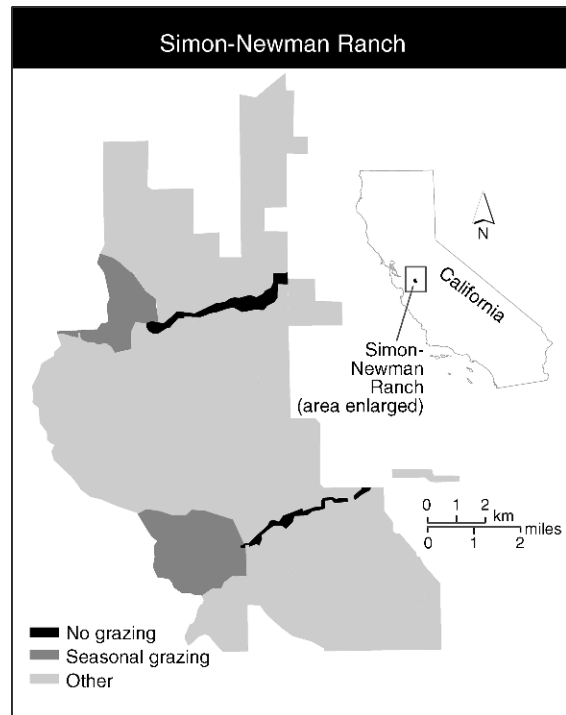 Simon-Newman Ranch
N
California
Simon-
Newman
Ranch
(area enlarged)
0 1 2
km
miles
0 1 2
No grazing
Seasonal grazing
Other